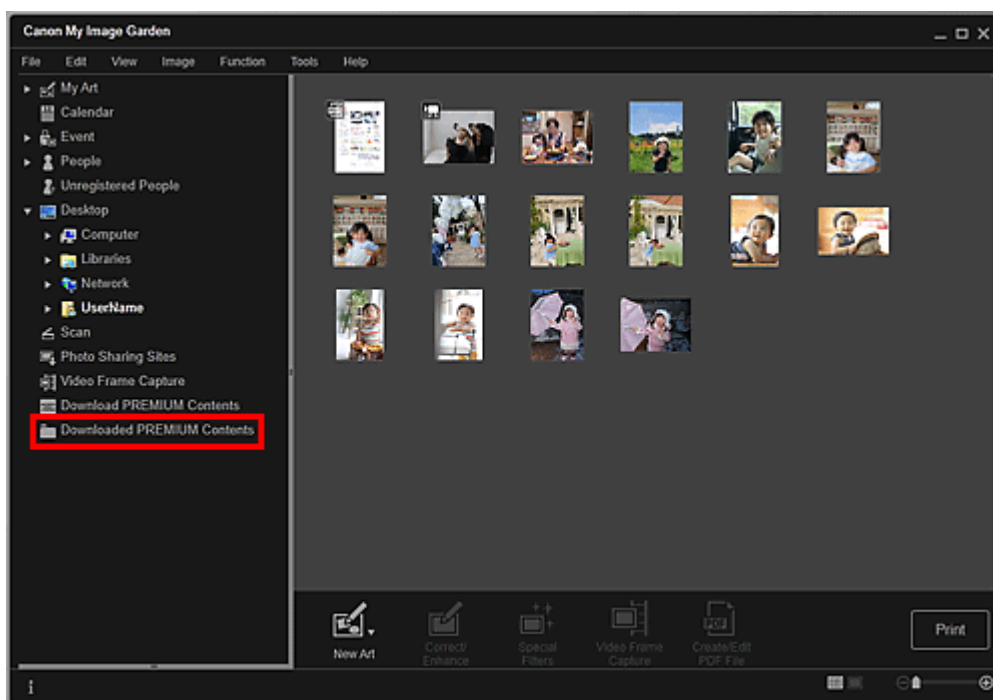 Canon My Image Garden
File Edit View Image Function Tools Help
My Art
Calendar
Event
People
Unregistered People
Desktop
Computer
Libraries
Network
UserName
Scan
Photo Sharing Sites
Video Frame Capture
Download PREMIUM Contents
Downloaded PREMIUM Contents
New Art
Correct/
Enhance
Special
Filters
Video Frame
Capture
PDF
Create/Edit
PDF File
Print